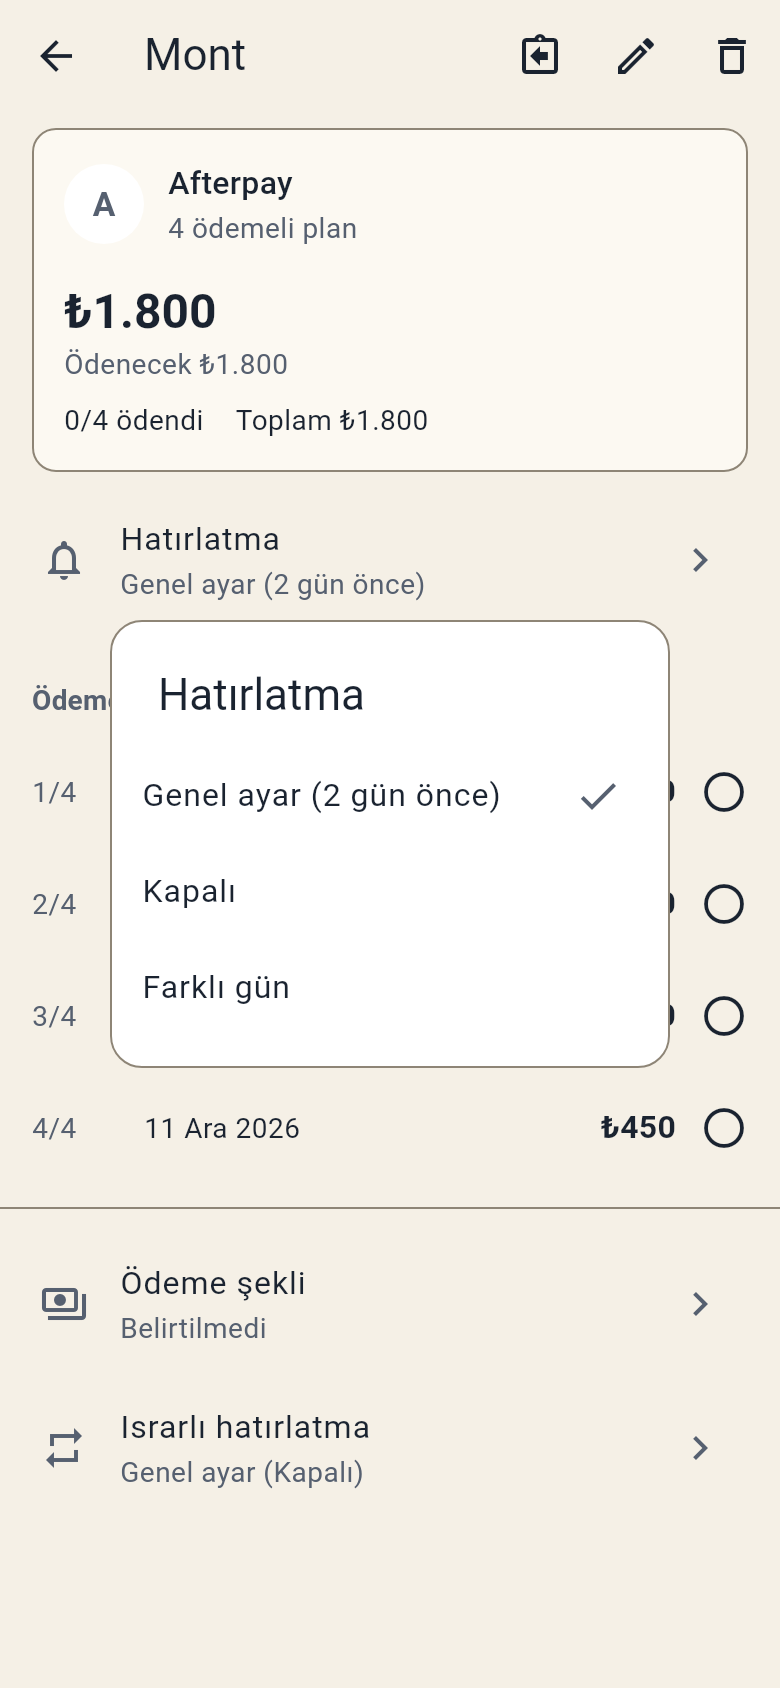 Mont
A
Afterpay
4 ödemeli plan
₺1.800
Ödenecek ₺1.800
0/4 ödendi Toplam ₺1.800
Hatırlatma
Genel ayar (2 gün önce)
Hatırlatma
Genel ayar (2 gün önce)
Kapalı
Farklı gün
1/4
2/4
3/4
4/4 11 Ara 2026 ₺450
Ödeme şekli
Belirtilmedi
Israrlı hatırlatma
Genel ayar (Kapalı)